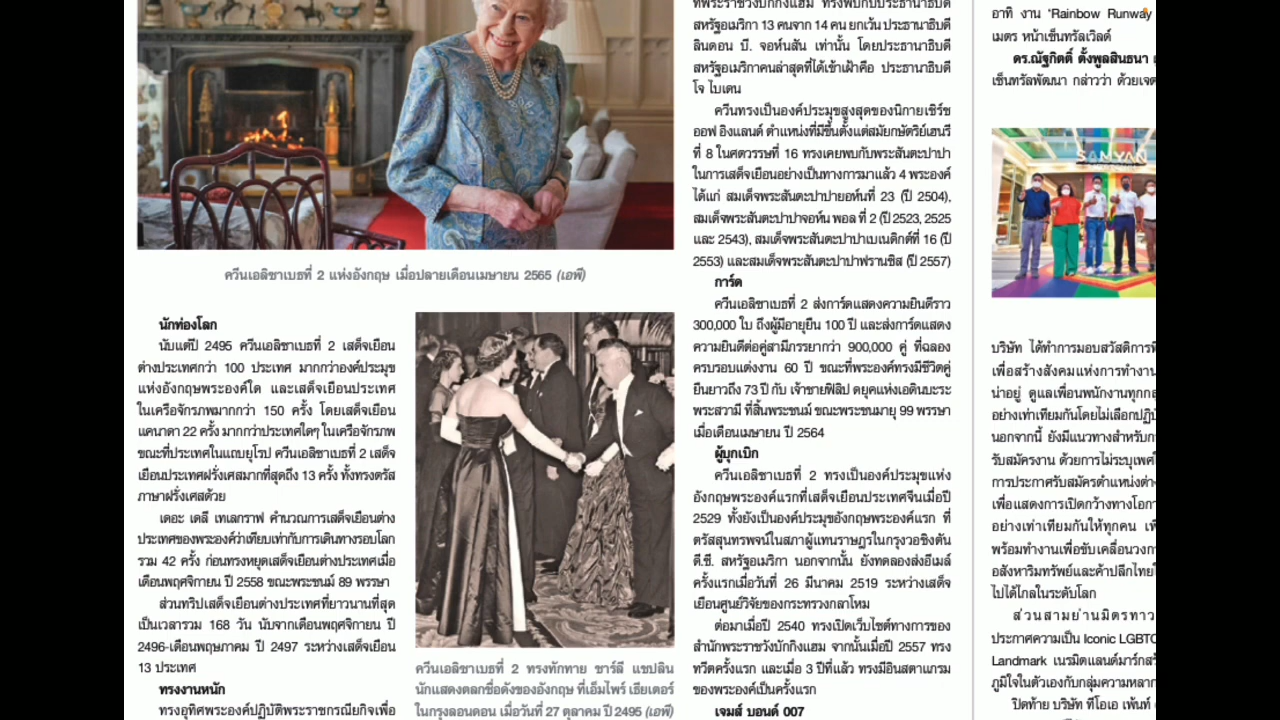 ควีนเอลิซาเบธที่ 2 แห่งอังกฤษ เมื่อปลายเดือนเมษายน 2565 (เอพี)
นักท่องโลก
นับแต่ปี 2495 ควีนเอลิซาเบธที่ 2 เสด็จเยือน
ต่างประเทศกว่า 100 ประเทศ มากกว่าองค์ประมุข
แห่งอังกฤษพระองค์ใด และเสด็จเยือนประเทศ
ในเครือจักรภพมากกว่า 150 ครั้ง โดยเสด็จเยือน
แคนาดา 22 ครั้ง มากกว่าประเทศใดๆ ในเครือจักรภพ
ขณะที่ประเทศในแถบยุโรป ควีนเอลิซาเบธที่ 2 เสด็จ
เยือนประเทศฝรั่งเศสมากที่สุดถึง 13 ครั้ง ทั้งทรงตรัส
ภาษาฝรั่งเศสด้วย
เดอะ เดลี เทเลกราฟ คำนวณการเสด็จเยือนต่าง
ประเทศของพระองค์ว่าเทียบเท่ากับการเดินทางรอบโลก
รวม 42 ครั้ง ก่อนทรงหยุดเสด็จเยือนต่างประเทศเมื่อ
เดือนพฤศจิกายน ปี 2558 ขณะพระชนม์ 89 พรรษา
ส่วนทริปเสด็จเยือนต่างประเทศที่ยาวนานที่สุด
เป็นเวลารวม 168 วัน นับจากเดือนพฤศจิกายน ปี
2496-เดือนพฤษภาคม ปี 2497 ระหว่างเสด็จเยือน
13 ประเทศ
ทรงงานหนัก
ทรงอุทิศพระองค์ปฏิบัติพระราชกรณียกิจเพื่อ
ควีนเอลิซาเบธที่ 2 ทรงทักทาย ชาร์ลี แชปลิน
นักแสดงตลกชื่อดังของอังกฤษ ที่เอ็มไพร์ เธียเตอร์
ในกรุงลอนดอน เมื่อวันที่ 27 ตุลาคม ปี 2495 (เอพี)
ที่พระราชวังบักกิงแฮม ทรงพบกับประธานาธิบดี
สหรัฐอเมริกา 13 คนจาก 14 คน ยกเว้น ประธานาธิบดี
ลินดอน บี. จอห์นสัน เท่านั้น โดยประธานาธิบดี
สหรัฐอเมริกาคนล่าสุดที่ได้เข้าเฝ้าคือ ประธานาธิบดี
โจ ไบเดน
ควีนทรงเป็นองค์ประมุขสูงสุดของนิกายเชิร์ช
ออฟ อิงแลนด์ ตำแหน่งที่มีขึ้นตั้งแต่สมัยกษัตริย์เฮนรี
ที่ 8 ในศตวรรษที่ 16 ทรงเคยพบกับพระสันตะปาปา
ในการเสด็จเยือนอย่างเป็นทางการมาแล้ว 4 พระองค์
ได้แก่ สมเด็จพระสันตะปาปายอห์นที่ 23 (ปี 2504),
สมเด็จพระสันตะปาปาจอห์น พอล ที่ 2 (ปี 2523, 2525
และ 2543), สมเด็จพระสันตะปาปาเบเนดิกต์ที่ 16 (ปี
2553) และสมเด็จพระสันตะปาปาฟรานซิส (ปี 2557)
การ์ด
ควีนเอลิซาเบธที่ 2 ส่งการ์ดแสดงความยินดีราว
300,000 ใบ ถึงผู้มีอายุยืน 100 ปี และส่งการ์ดแสดง
ความยินดีต่อคู่สามีภรรยากว่า 900,000 คู่ ที่ฉลอง
ครบรอบแต่งงาน 60 ปี ขณะที่พระองค์ทรงมีชีวิตคู่
ยืนยาวถึง 73 ปี กับ เจ้าชายฟิลิป ดยุคแห่งเอดินบะระ
พระสวามี ที่สิ้นพระชนม์ ขณะพระชนมายุ 99 พรรษา
เมื่อเดือนเมษายน ปี 2564
ผู้บุกเบิก
ควีนเอลิซาเบธที่ 2 ทรงเป็นองค์ประมุขแห่ง
อังกฤษพระองค์แรกที่เสด็จเยือนประเทศจีนเมื่อปี
2529 ทั้งยังเป็นองค์ประมุขอังกฤษพระองค์แรก ที่
ตรัสสุนทรพจน์ในสภาผู้แทนราษฎรในกรุงวอชิงตัน
ดี.ซี. สหรัฐอเมริกา นอกจากนั้น ยังทดลองส่งอีเมล์
ครั้งแรกเมื่อวันที่ 26 มีนาคม 2519 ระหว่างเสด็จ
เยือนศูนย์วิจัยของกระทรวงกลาโหม
ต่อมาเมื่อปี 2540 ทรงเปิดเว็บไซต์ทางการของ
สำนักพระราชวังบักกิงแฮม จากนั้นเมื่อปี 2557 ทรง
ทวีตครั้งแรก และเมื่อ 3 ปีที่แล้ว ทรงมีอินสตาแกรม
ของพระองค์เป็นครั้งแรก
เจมส์ บอนด์ 007
อาทิ งาน "Rainbow Runway
เมตร หน้าเซ็นทรัลเวิลด์
ดร.ณัฐกิตติ์ ตั้งพูลสินธนา
เซ็นทรัลพัฒนา กล่าวว่า ด้วยเจต
SAMYAN
บริษัท ได้ทำการมอบสวัสดิการที่
เพื่อสร้างสังคมแห่งการทำงาน
น่าอยู่ ดูแลเพื่อนพนักงานทุกก
อย่างเท่าเทียมกันโดยไม่เลือกปฏิบ
นอกจากนี้ ยังมีแนวทางสำหรับก
รับสมัครงาน ด้วยการไม่ระบุเพศใ
การประกาศรับสมัครตำแหน่งต่า
เพื่อแสดงการเปิดกว้างทางโอก
อย่างเท่าเทียมกันให้ทุกคน เพื
พร้อมทำงานเพื่อขับเคลื่อนวงก
อสังหาริมทรัพย์และค้าปลีกไทยใ
ไปได้ไกลในระดับโลก
ส่วนสามย่านมิตรทาว
ประกาศความเป็น Iconic LGBTQ
Landmark เนรมิตแลนด์มาร์กสร้
ภูมิใจในตัวเองกับกลุ่มความหลาก
ปิดท้าย บริษัท ทีโอเอ เพ้นท์